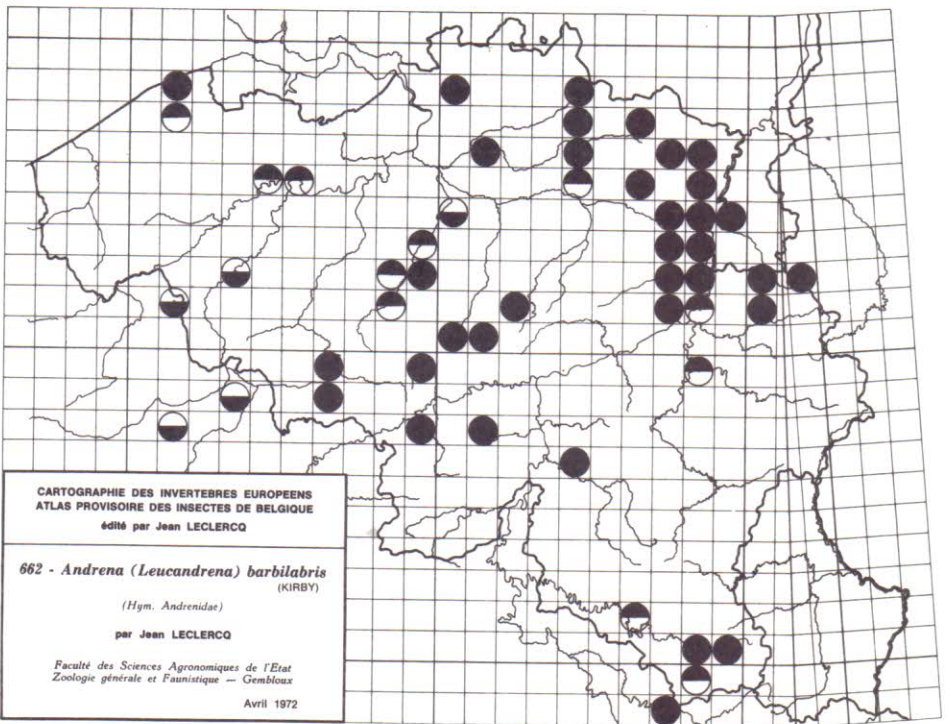 CARTOGRAPHIE DES INVERTEBRES EUROPEENS
ATLAS PROVISOIRE DES INSECTES DE BELGIQUE
édité par Jean LECLERCQ
662 - Andrena (Leucandrena) barbilabris
(KIRBY)
(Hym. Andrenidae)
par Jean LECLERCQ
Faculté des Sciences Agronomiques de l'Etat
Zoologie générale et Faunistique — Gembloux
Avril 1972